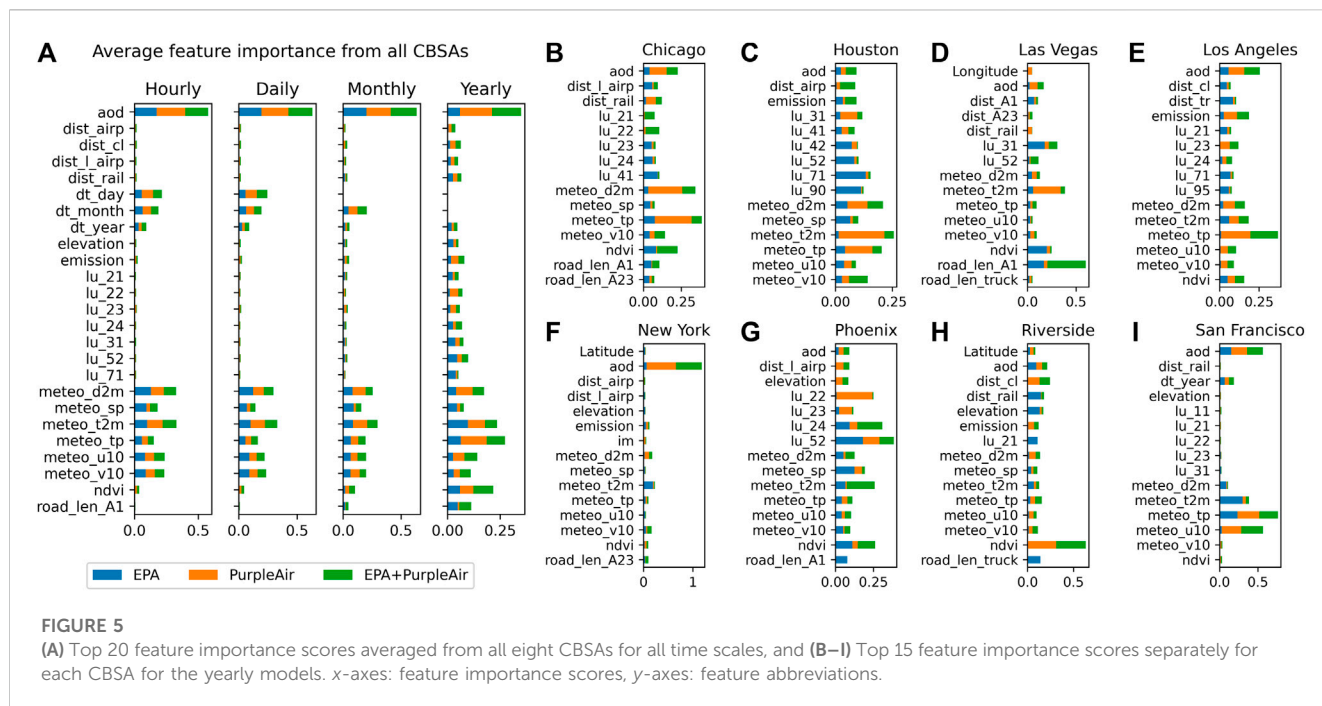 A Average feature importance from all CBSAs
Hourly Daily Monthly Yearly
aod
dist_airp
dist_cl
dist_l_airp
dist_rail
dt_day
dt_month
dt_year
elevation
emission
lu_21
lu_22
lu_23
lu_24
lu_31
lu_52
lu_71
meteo_d2m
meteo_sp
meteo_t2m
meteo_tp
meteo_u10
meteo_v10
ndvi
road_len_A1
0.0 0.5 0.0 0.5 0.0 0.5 0.00 0.25
EPA PurpleAir EPA+PurpleAir
B Chicago
aod
dist_l_airp
dist_rail
lu_21
lu_22
lu_23
lu_24
lu_41
meteo_d2m
meteo_sp
meteo_tp
meteo_v10
ndvi
road_len_A1
road_len_A23
0.00 0.25
C Houston
aod
dist_airp
emission
lu_31
lu_41
lu_42
lu_52
lu_71
lu_90
meteo_d2m
meteo_sp
meteo_t2m
meteo_tp
meteo_u10
meteo_v10
0.00 0.25
D Las Vegas
Longitude
aod
dist_A1
dist_A23
dist_rail
lu_31
lu_52
meteo_d2m
meteo_t2m
meteo_tp
meteo_u10
meteo_v10
ndvi
road_len_A1
road_len_truck
0.0 0.5
E Los Angeles
aod
dist_cl
dist_tr
emission
lu_21
lu_23
lu_24
lu_71
lu_95
meteo_d2m
meteo_t2m
meteo_tp
meteo_u10
meteo_v10
ndvi
0.00 0.25
F New York
Latitude
aod
dist_airp
dist_l_airp
elevation
emission
im
meteo_d2m
meteo_sp
meteo_t2m
meteo_tp
meteo_u10
meteo_v10
ndvi
road_len_A23
0 1
G Phoenix
aod
dist_l_airp
elevation
lu_22
lu_23
lu_24
lu_52
meteo_d2m
meteo_sp
meteo_t2m
meteo_tp
meteo_u10
meteo_v10
ndvi
road_len_A1
0.00 0.25
H Riverside
Latitude
aod
dist_cl
dist_rail
elevation
emission
lu_21
meteo_d2m
meteo_sp
meteo_t2m
meteo_tp
meteo_u10
meteo_v10
ndvi
road_len_truck
0.0 0.5
I San Francisco
aod
dist_rail
dt_year
elevation
lu_11
lu_21
lu_22
lu_23
lu_31
meteo_d2m
meteo_t2m
meteo_tp
meteo_u10
meteo_v10
ndvi
0.0 0.5
FIGURE 5
(A) Top 20 feature importance scores averaged from all eight CBSAs for all time scales, and (B–I) Top 15 feature importance scores separately for
each CBSA for the yearly models. x-axes: feature importance scores, y-axes: feature abbreviations.